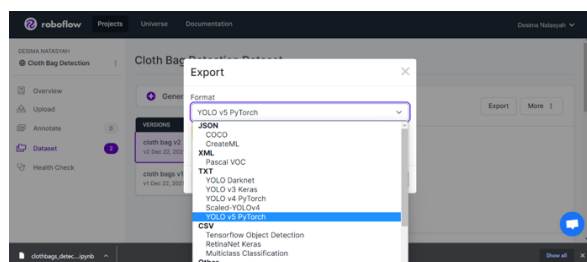 roboflow Projects Universe Documentation Desima Natasyah
DESIMA NATASYAH
Cloth Bag Detection
Overview
Upload
Annotate 0
Dataset 2
Health Check
Cloth Bag Detection Dataset
Gener
VERSIONS
cloth bag v2
v2 Dec 22, 202
cloth bags v1
v1 Dec 22, 202
Export More
Export
Format
YOLO v5 PyTorch
JSON
COCO
CreateML
XML
Pascal VOC
TXT
YOLO Darknet
YOLO v3 Keras
YOLO v4 PyTorch
Scaled-YOLOv4
YOLO v5 PyTorch
CSV
Tensorflow Object Detection
RetinaNet Keras
Multiclass Classification
Other
clothbags_detec....ipynb
Show all